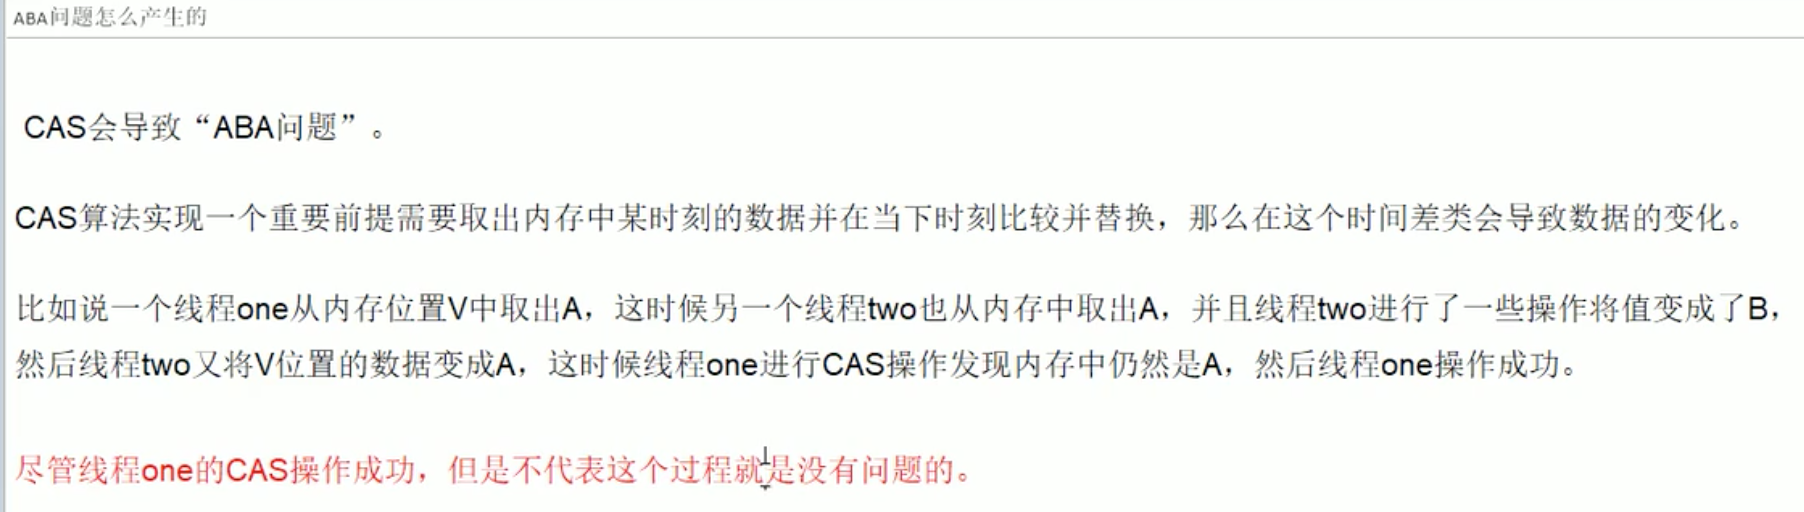 ABA问题怎么产生的
CAS会导致“ABA问题”。
CAS算法实现一个重要前提需要取出内存中某时刻的数据并在当下时刻比较并替换，那么在这个时间差类会导致数据的变化。
比如说一个线程one从内存位置V中取出A，这时候另一个线程two也从内存中取出A，并且线程two进行了一些操作将值变成了B，
然后线程two又将V位置的数据变成A，这时候线程one进行CAS操作发现内存中仍然是A，然后线程one操作成功。
尽管线程one的CAS操作成功，但是不代表这个过程就是没有问题的。